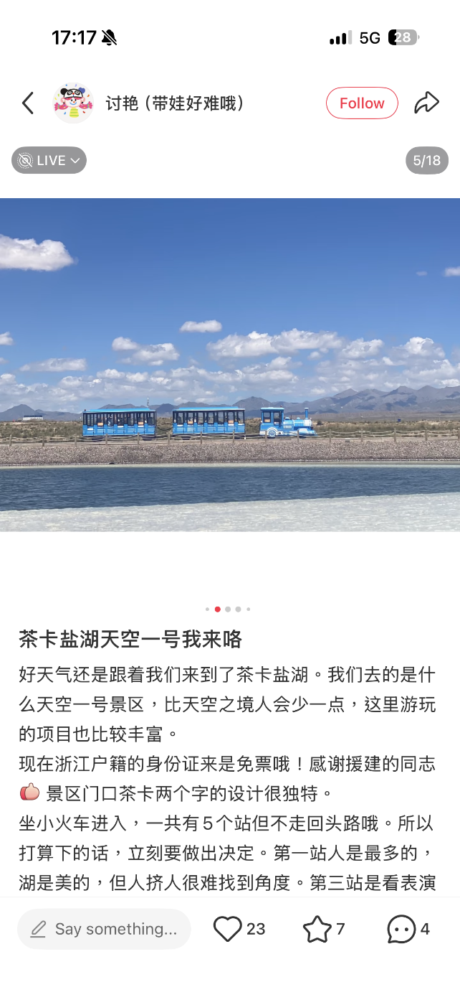 17:17
5G
28
讨艳（带娃好难哦）
Follow
LIVE
5/18
茶卡盐湖天空一号我来咯
好天气还是跟着我们来到了茶卡盐湖。我们去的是什
么天空一号景区，比天空之境人会少一点，这里游玩
的项目也比较丰富。
现在浙江户籍的身份证来是免票哦！感谢援建的同志
👍 景区门口茶卡两个字的设计很独特。
坐小火车进入，一共有5个站但不走回头路哦。所以
打算下的话，立刻要做出决定。第一站人是最多的，
湖是美的，但人挤人很难找到角度。第三站是看表演
Say something...
23
7
4